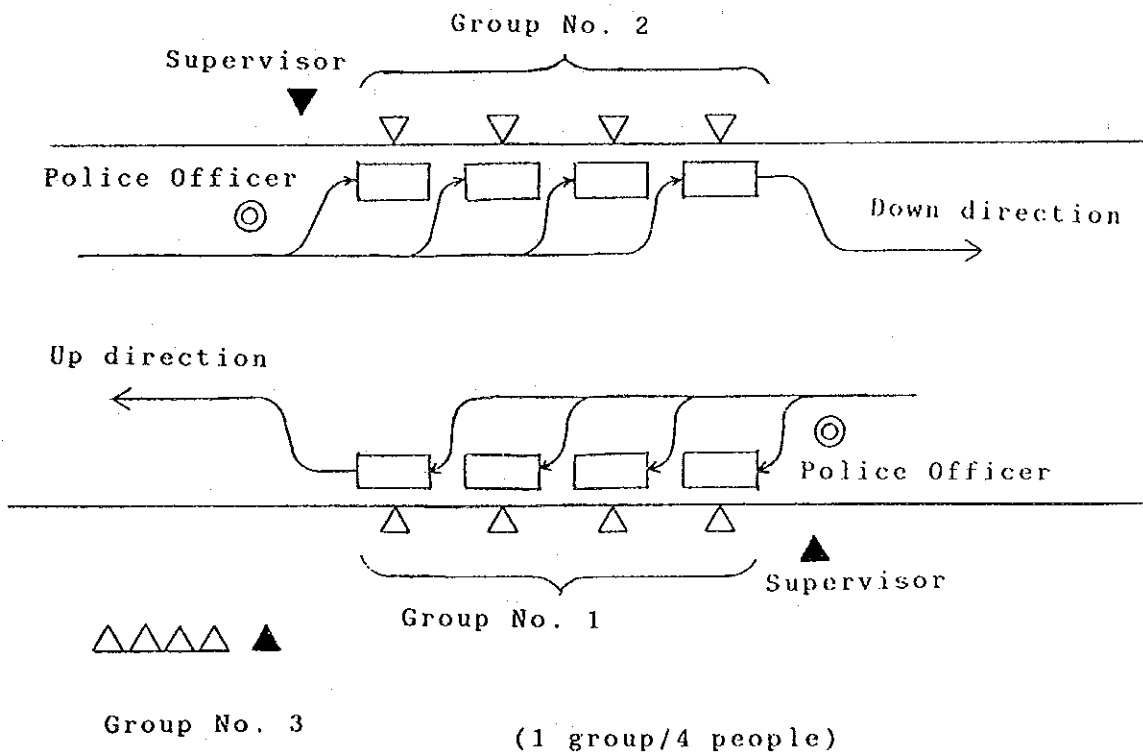 Group No. 2
Supervisor
Police Officer
Down direction
Up direction
Police Officer
Supervisor
Group No. 1
Group No. 3
(1 group/4 people)